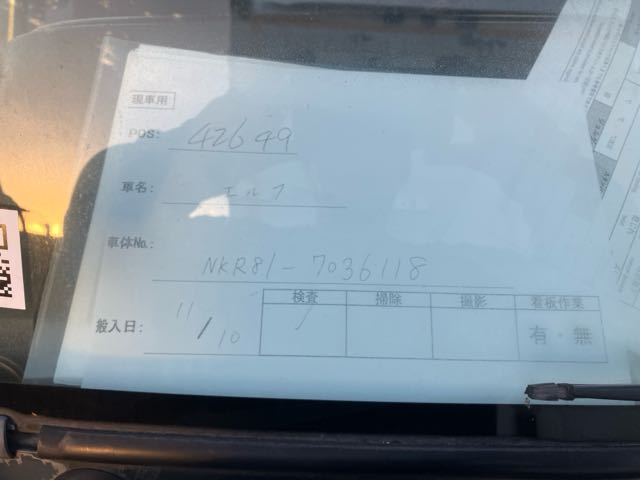 現車用
POS: 42649
車名: エルフ
車体No.: NKR81-7036118
検査 掃除 撮影 看板作業
搬入日: 11/10 有・無